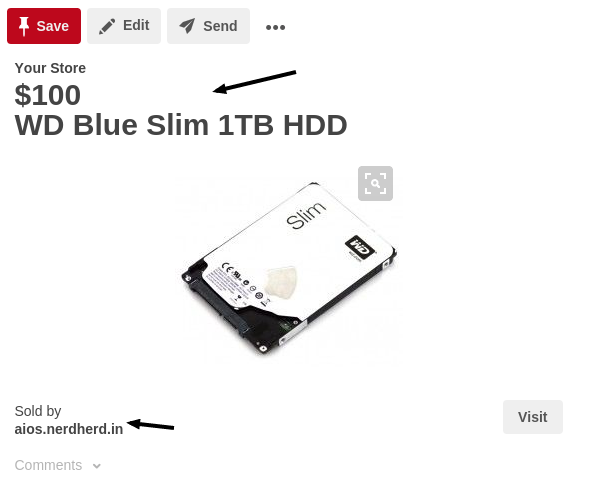 Save
Edit
Send
Your Store
$100
WD Blue Slim 1TB HDD
Slim
WD
CE
Sold by
aios.nerdherd.in
Visit
Comments